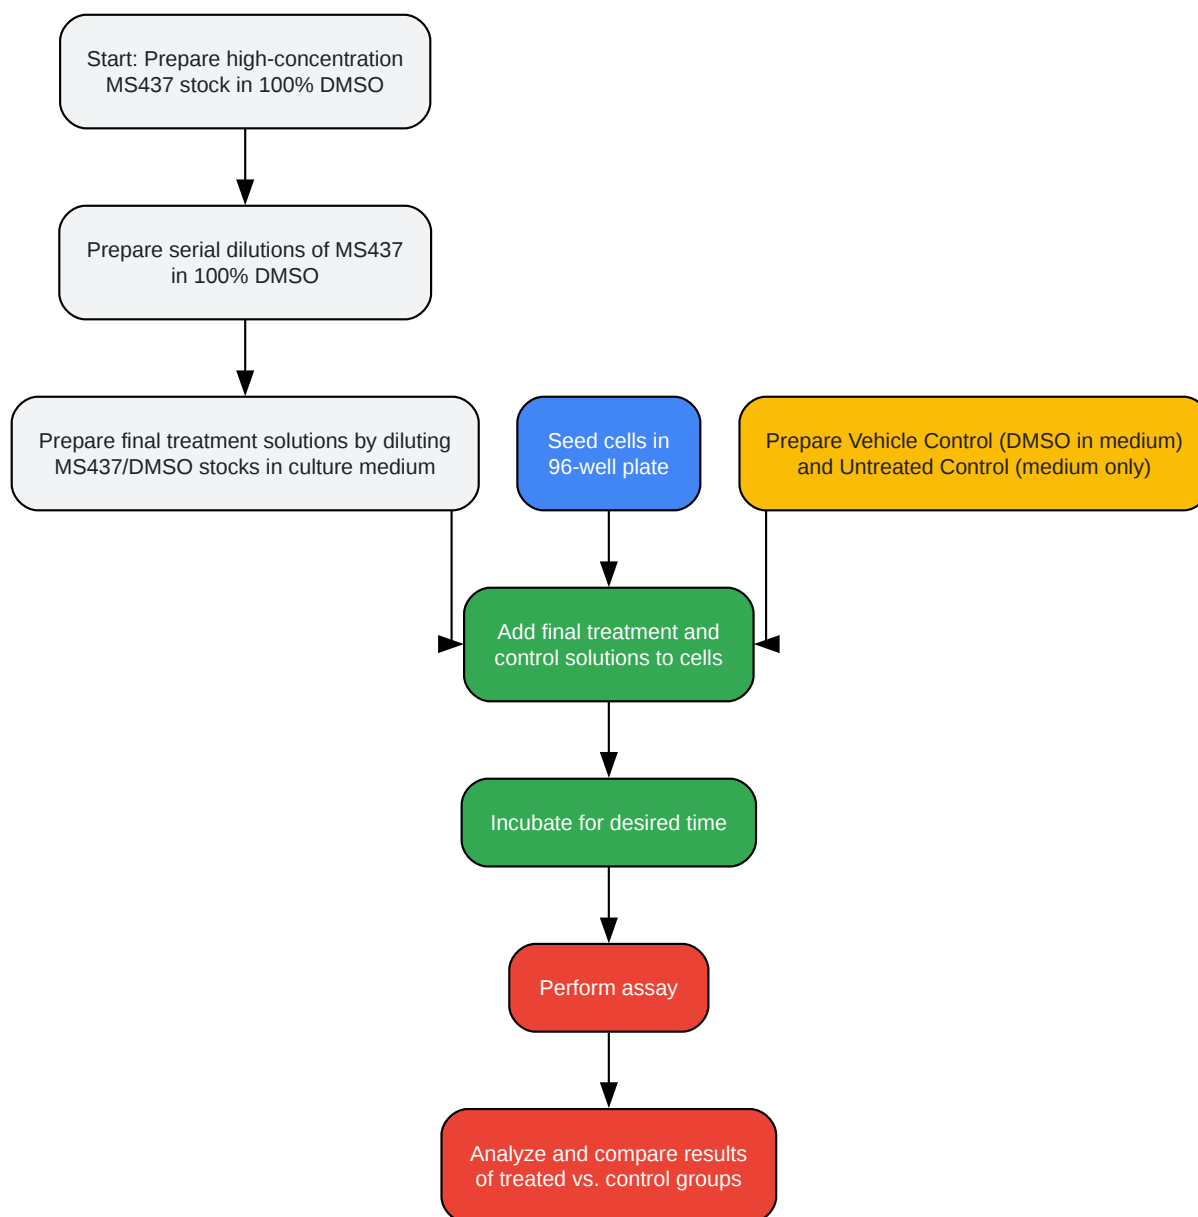 Start: Prepare high-concentration
MS437 stock in 100% DMSO
Prepare serial dilutions of MS437
in 100% DMSO
Prepare final treatment solutions by diluting
MS437/DMSO stocks in culture medium
Seed cells in
96-well plate
Prepare Vehicle Control (DMSO in medium)
and Untreated Control (medium only)
Add final treatment and
control solutions to cells
Incubate for desired time
Perform assay
Analyze and compare results
of treated vs. control groups